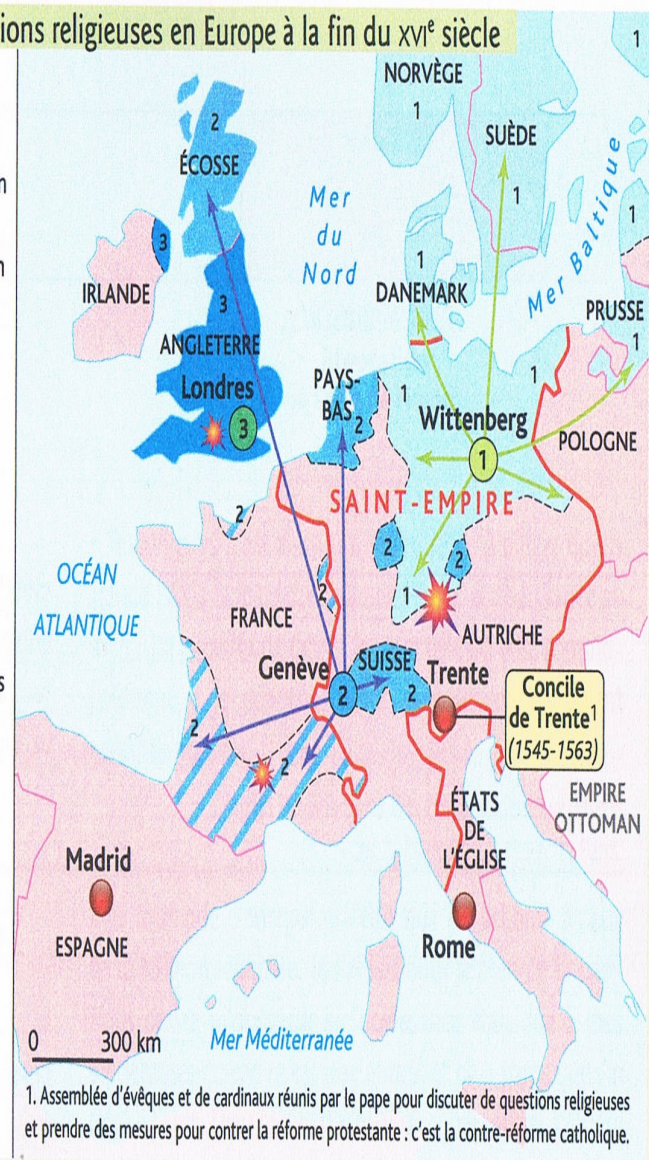 ions religieuses en Europe à la fin du XVIe siècle
1
NORVÈGE
1
2
SUÈDE
ÉCOSSE
n
1
Mer
du
Nord
Mer Baltique
1
3
n
1
IRLANDE
3
DANEMARK
PRUSSE
1
ANGLETERRE
PAYS-
BAS
2
1
1
Londres
3
Wittenberg
1
POLOGNE
SAINT-EMPIRE
2
2
2
OCÉAN
ATLANTIQUE
2
1
FRANCE
AUTRICHE
Genève
2
SUISSE
2
Trente
s
Concile
de Trente1
(1545-1563)
2
2
EMPIRE
OTTOMAN
ÉTATS
DE
L'ÉGLISE
Madrid
ESPAGNE
Rome
0 300 km
Mer Méditerranée
1. Assemblée d'évêques et de cardinaux réunis par le pape pour discuter de questions religieuses
et prendre des mesures pour contrer la réforme protestante : c'est la contre-réforme catholique.